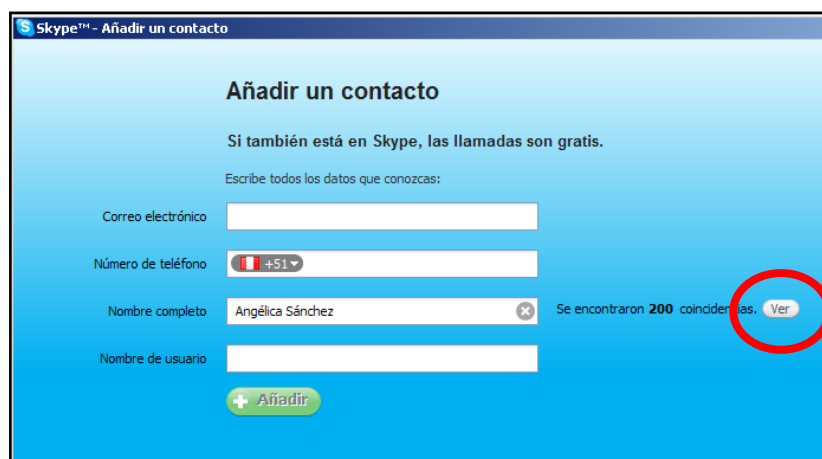 Skype™ - Añadir un contacto
Añadir un contacto
Si también está en Skype, las llamadas son gratis.
Escribe todos los datos que conozcas:
Correo electrónico
Número de teléfono +51
Nombre completo Angélica Sánchez Se encontraron 200 coincidencias. Ver
Nombre de usuario
Añadir